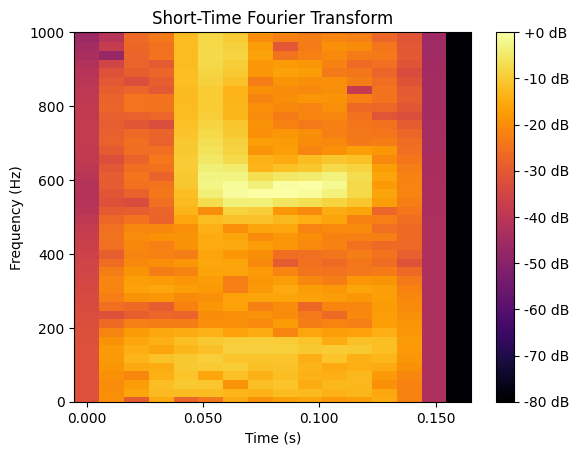 Short-Time Fourier Transform
1000
800
600
400
200
0
Frequency (Hz)
0.000
0.050
0.100
0.150
Time (s)
+0 dB
-10 dB
-20 dB
-30 dB
-40 dB
-50 dB
-60 dB
-70 dB
-80 dB